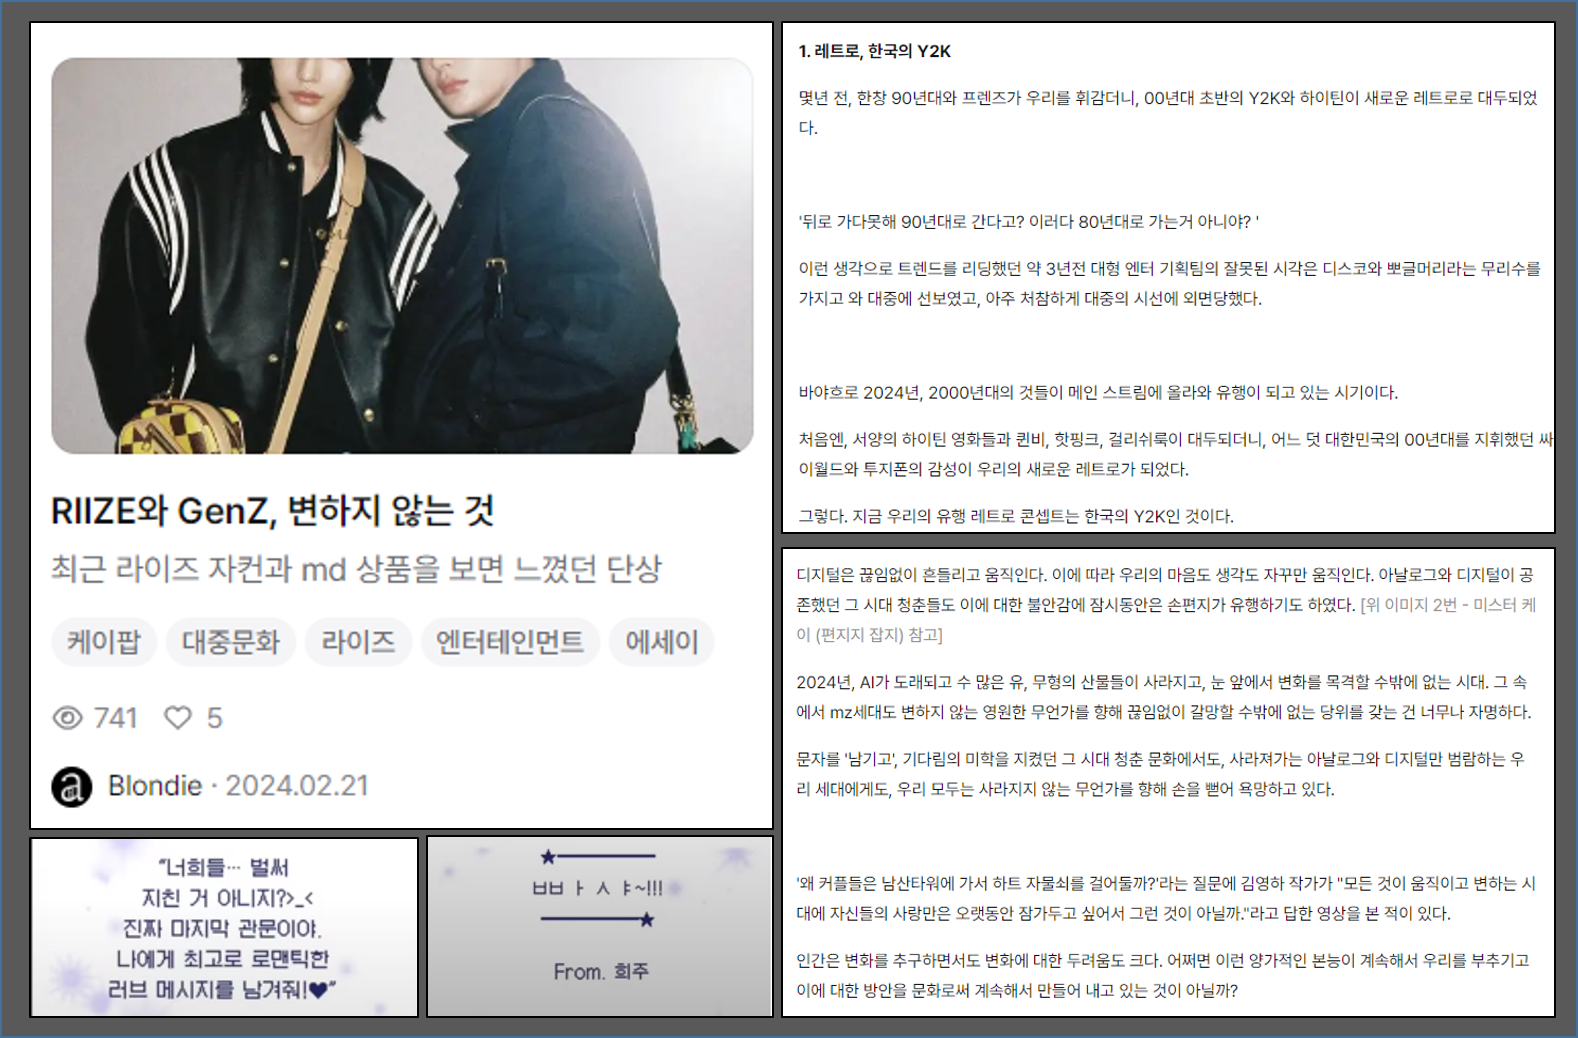 RIIZE와 GenZ, 변하지 않는 것
최근 라이즈 자컨과 md 상품을 보면 느꼈던 단상
케이팝 대중문화 라이즈 엔터테인먼트 에세이
741 5
Blondie · 2024.02.21
“너희들… 벌써
지친 거 아니지?>_<
진짜 마지막 관문이야.
나에게 최고로 로맨틱한
러브 메시지를 남겨줘!♥”
★――――――
ㅃㅏ ㅅ ㅑ~!!!
――――――★
From. 희주
1. 레트로, 한국의 Y2K
몇년 전, 한창 90년대와 프렌즈가 우리를 휘감더니, 00년대 초반의 Y2K와 하이틴이 새로운 레트로로 대두되었
다.
'뒤로 가다못해 90년대로 간다고? 이러다 80년대로 가는거 아니야? '
이런 생각으로 트렌드를 리딩했던 약 3년전 대형 엔터 기획팀의 잘못된 시각은 디스코와 뽀글머리라는 무리수를
가지고 와 대중에 선보였고, 아주 처참하게 대중의 시선에 외면당했다.
바야흐로 2024년, 2000년대의 것들이 메인 스트림에 올라와 유행이 되고 있는 시기이다.
처음엔, 서양의 하이틴 영화들과 퀸비, 핫핑크, 걸리쉬룩이 대두되더니, 어느 덧 대한민국의 00년대를 지휘했던 싸
이월드와 투지폰의 감성이 우리의 새로운 레트로가 되었다.
그렇다. 지금 우리의 유행 레트로 콘셉트는 한국의 Y2K인 것이다.
디지털은 끊임없이 흔들리고 움직인다. 이에 따라 우리의 마음도 생각도 자꾸만 움직인다. 아날로그와 디지털이 공
존했던 그 시대 청춘들도 이에 대한 불안감에 잠시동안은 손편지가 유행하기도 하였다. [위 이미지 2번 - 미스터 케
이 (편지지 잡지) 참고]
2024년, AI가 도래되고 수 많은 유, 무형의 산물들이 사라지고, 눈 앞에서 변화를 목격할 수밖에 없는 시대. 그 속
에서 mz세대도 변하지 않는 영원한 무언가를 향해 끊임없이 갈망할 수밖에 없는 당위를 갖는 건 너무나 자명하다.
문자를 '남기고', 기다림의 미학을 지켰던 그 시대 청춘 문화에서도, 사라져가는 아날로그와 디지털만 범람하는 우
리 세대에게도, 우리 모두는 사라지지 않는 무언가를 향해 손을 뻗어 욕망하고 있다.
'왜 커플들은 남산타워에 가서 하트 자물쇠를 걸어둘까?'라는 질문에 김영하 작가가 "모든 것이 움직이고 변하는 시
대에 자신들의 사랑만은 오랫동안 잠가두고 싶어서 그런 것이 아닐까."라고 답한 영상을 본 적이 있다.
인간은 변화를 추구하면서도 변화에 대한 두려움도 크다. 어쩌면 이런 양가적인 본능이 계속해서 우리를 부추기고
이에 대한 방안을 문화로써 계속해서 만들어 내고 있는 것이 아닐까?